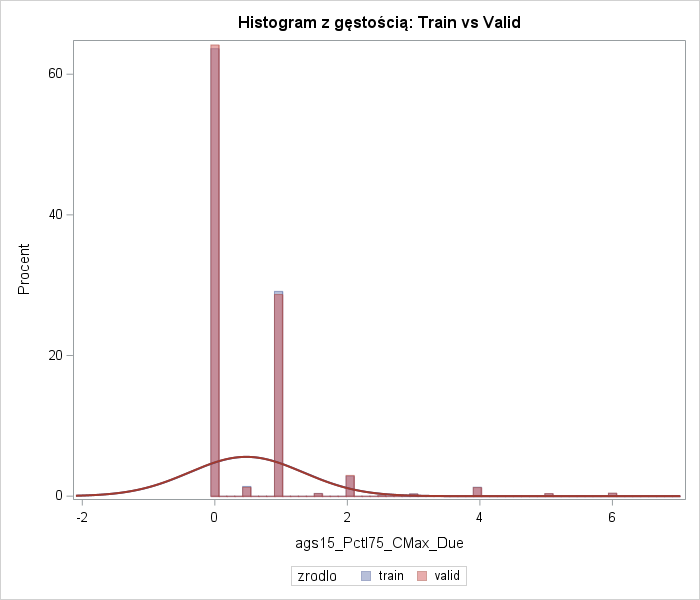 Histogram z gęstością: Train vs Valid
60
40
20
0
Procent
-2 0 2 4 6
ags15_Pctl75_CMax_Due
zrodlo train valid